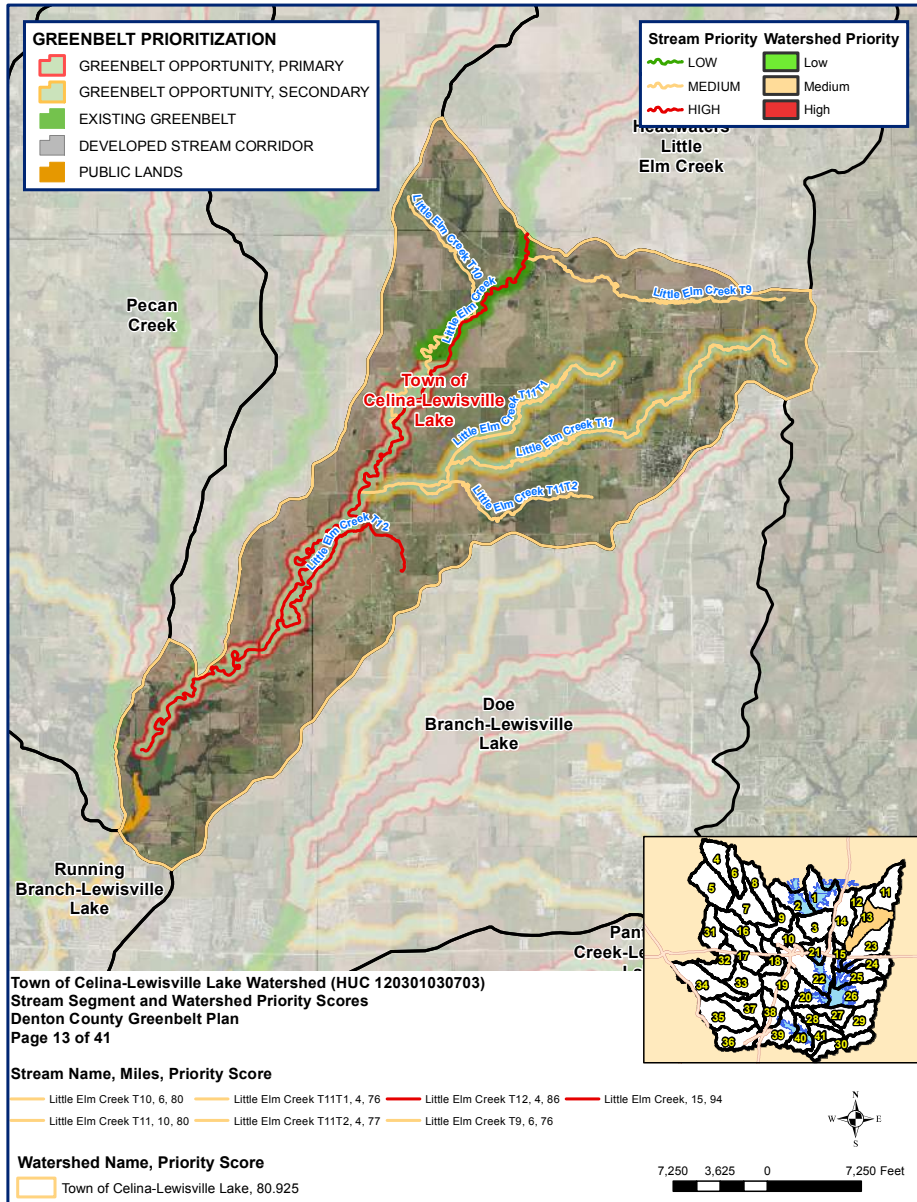 GREENBELT PRIORITIZATION
GREENBELT OPPORTUNITY, PRIMARY
GREENBELT OPPORTUNITY, SECONDARY
EXISTING GREENBELT
DEVELOPED STREAM CORRIDOR
PUBLIC LANDS
Stream Priority Watershed Priority
LOW Low
MEDIUM Medium
HIGH High
Headwaters
Little
Elm Creek
Little Elm Creek T10
Little Elm Creek T9
Little Elm Creek
Pecan
Creek
Town of
Celina-Lewisville
Lake
Little Elm Creek T11T1
Little Elm Creek T11
Little Elm Creek T11T2
Little Elm Creek T12
Doe
Branch-Lewisville
Lake
Running
Branch-Lewisville
Lake
4
6
8
5
7
2
1
11
12
13
14
9
3
31
16
10
23
32
17
18
21
15
24
34
33
19
22
25
20
26
35
37
38
28
27
29
36
39
40
41
30
Town of Celina-Lewisville Lake Watershed (HUC 120301030703)
Stream Segment and Watershed Priority Scores
Denton County Greenbelt Plan
Page 13 of 41
Stream Name, Miles, Priority Score
Little Elm Creek T10, 6, 80 Little Elm Creek T11T1, 4, 76 Little Elm Creek T12, 4, 86 Little Elm Creek, 15, 94
Little Elm Creek T11, 10, 80 Little Elm Creek T11T2, 4, 77 Little Elm Creek T9, 6, 76
N
W E
S
Watershed Name, Priority Score
Town of Celina-Lewisville Lake, 80.925
7,250 3,625 0 7,250 Feet